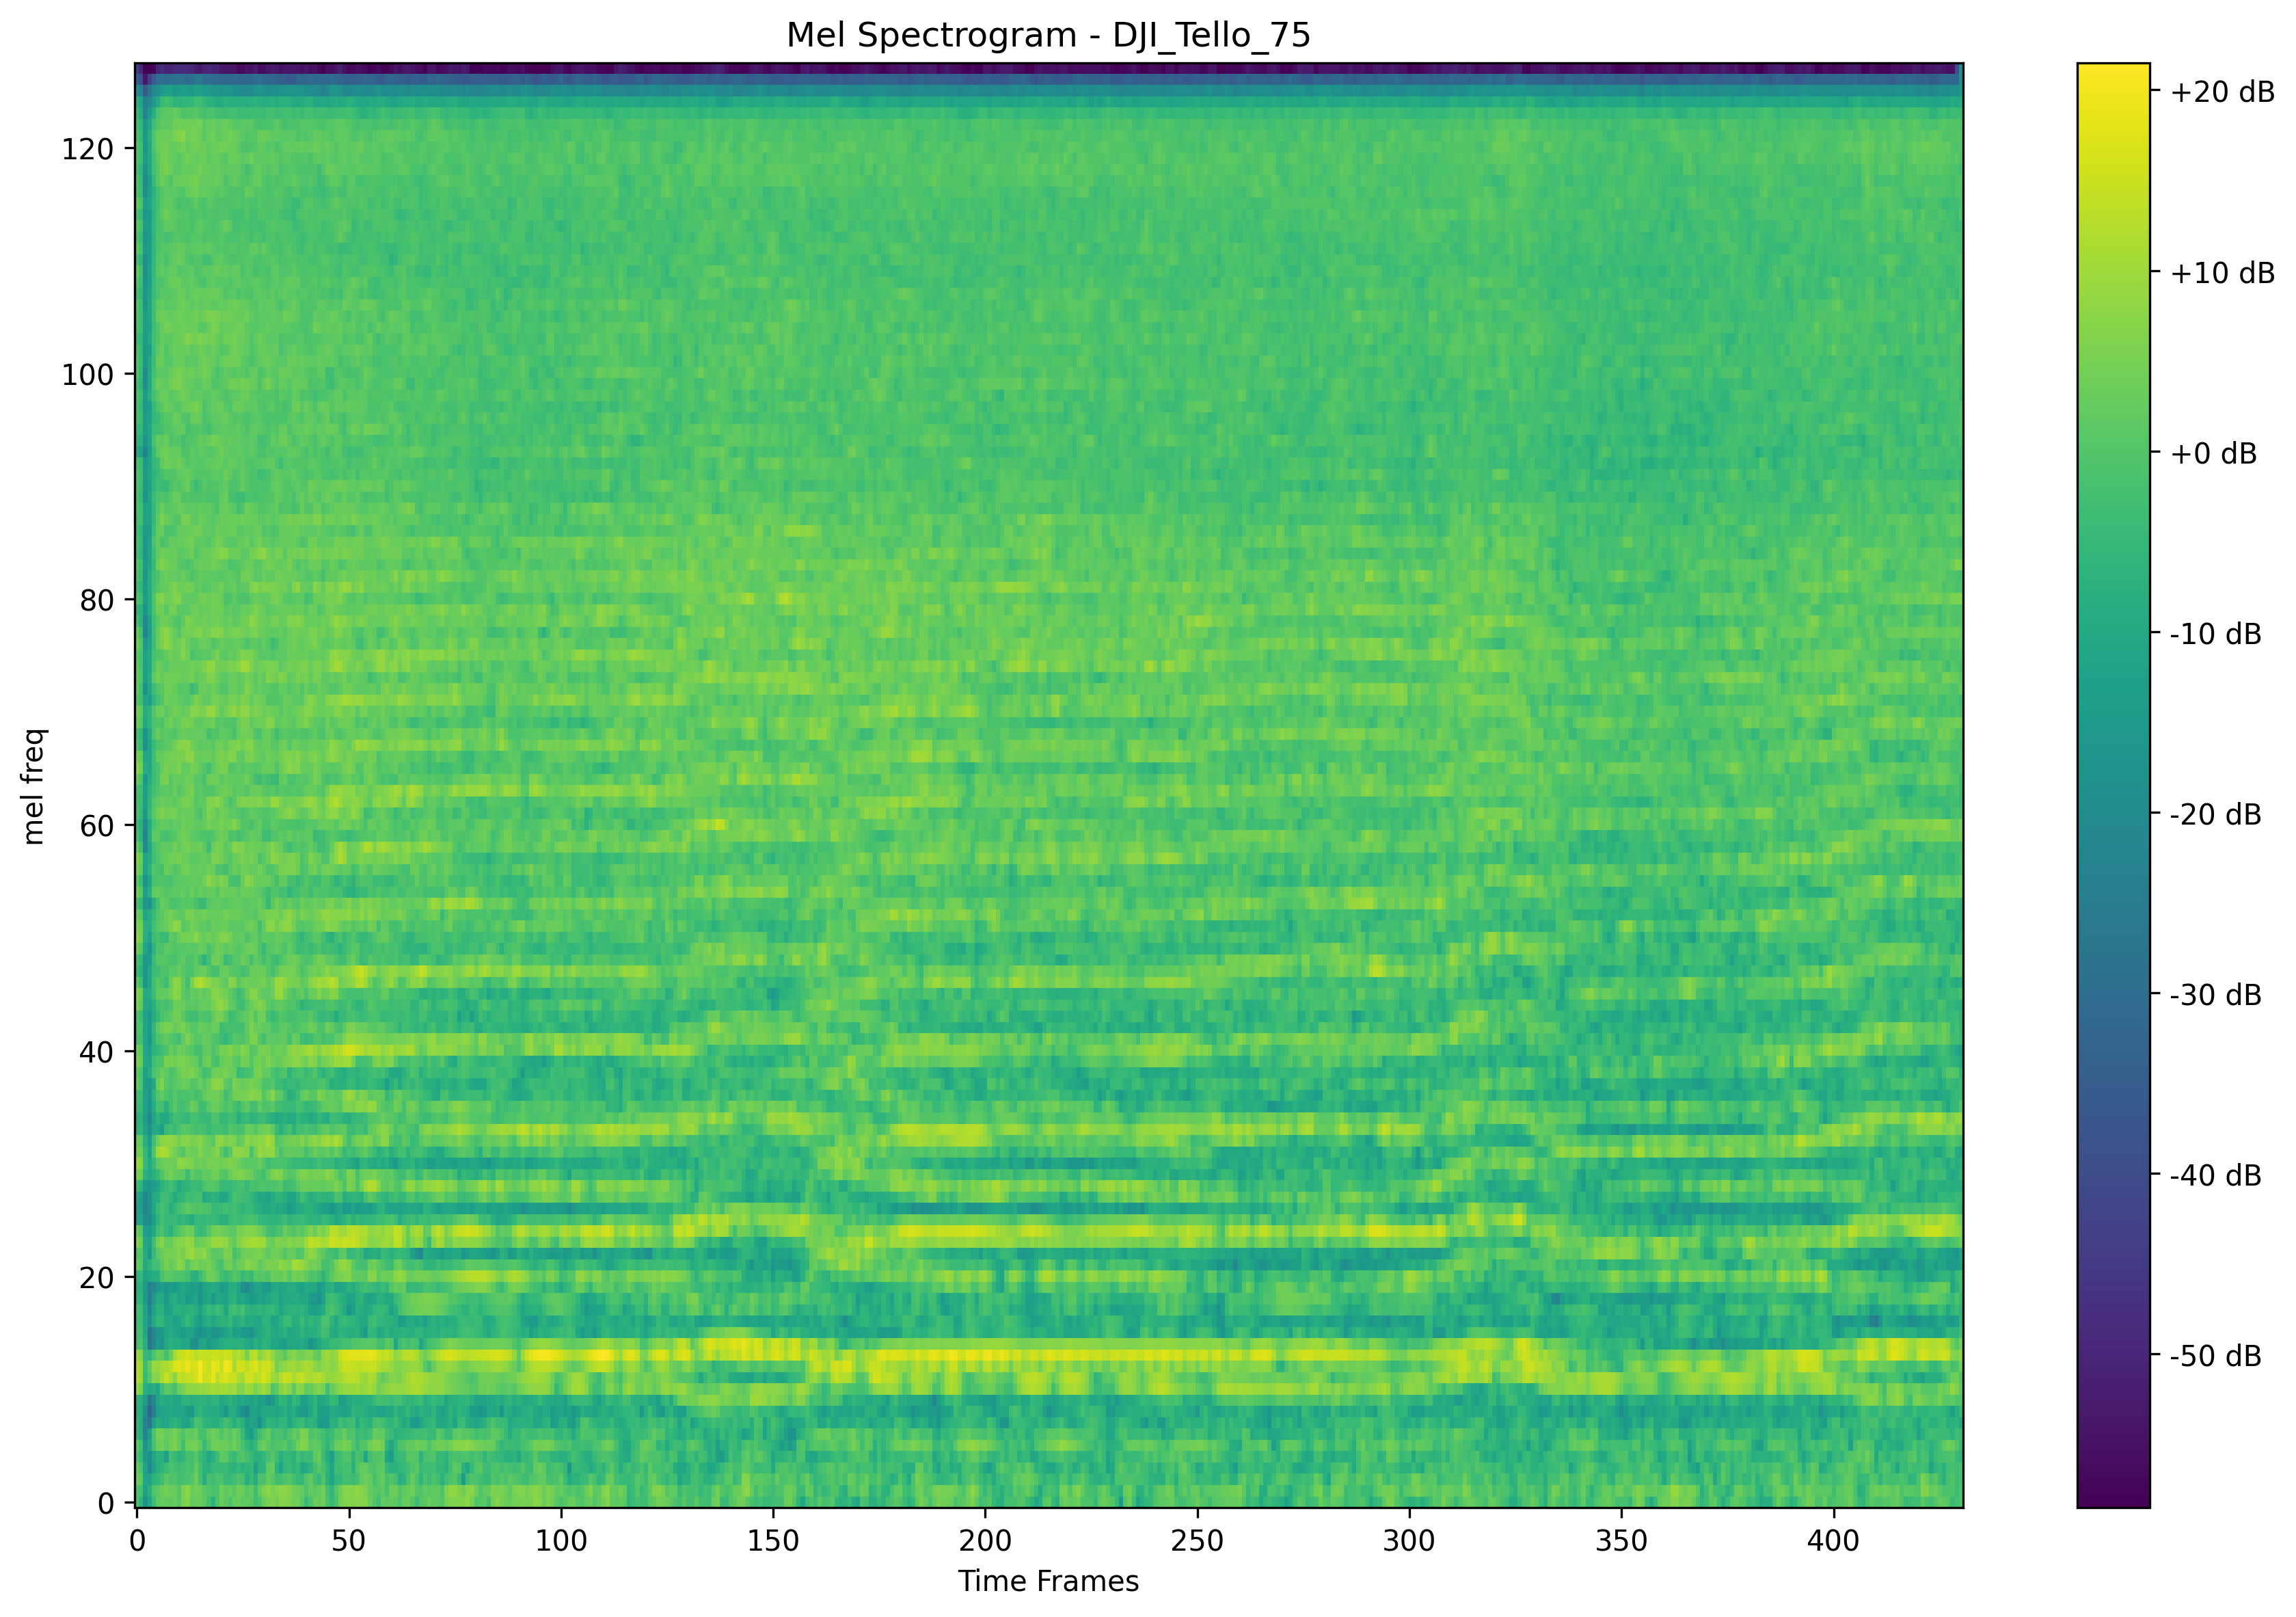 Mel Spectrogram - DJI_Tello_75
+20 dB
+10 dB
+0 dB
-10 dB
-20 dB
-30 dB
-40 dB
-50 dB
mel freq
120
100
80
60
40
20
0
0 50 100 150 200 250 300 350 400
Time Frames